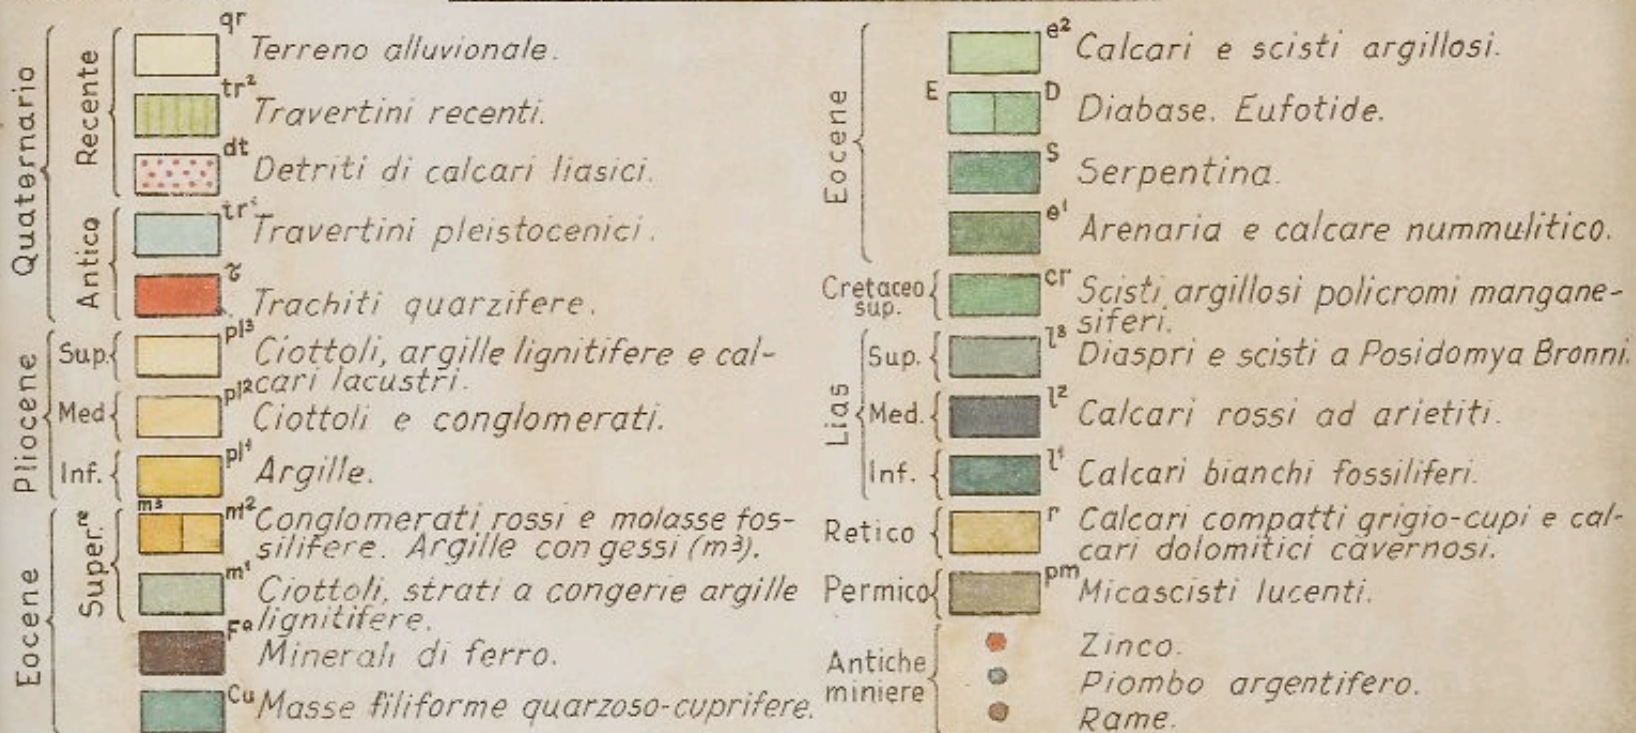 Quaternario
Recente
qr Terreno alluvionale.
tr² Travertini recenti.
dt Detriti di calcari liasici.
Antico
tr¹ Travertini pleistocenici.
τ Trachiti quarzifere.
Pliocene
Sup. pl³ Ciottoli, argille lignitifere e cal-
cari lacustri.
Med pl² Ciottoli e conglomerati.
Inf. pl¹ Argille.
Eocene
Super.re
m³ m² Conglomerati rossi e molasse fos-
silifere. Argille con gessi (m³).
m¹ Ciottoli, strati a congerie argille
lignitifere.
Fe Minerali di ferro.
Cu Masse filiforme quarzoso-cuprifere.
Eocene
e² Calcari e scisti argillosi.
E D Diabase. Eufotide.
S Serpentina.
e¹ Arenaria e calcare nummulitico.
Cretaceo
sup.
cr Scisti argillosi policromi mangane-
siferi.
Lias
Sup. l³ Diaspri e scisti a Posidomya Bronni.
Med. l² Calcari rossi ad arietiti.
Inf. l¹ Calcari bianchi fossiliferi.
Retico r Calcari compatti grigio-cupi e cal-
cari dolomitici cavernosi.
Permico pm Micascisti lucenti.
Antiche
miniere
Zinco.
Piombo argentifero.
Rame.